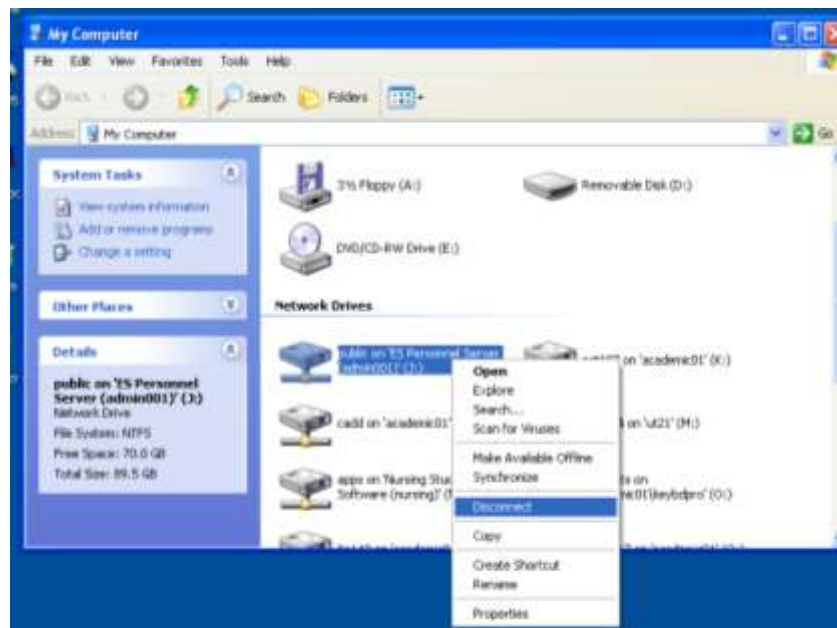 My Computer
File Edit View Favorites Tools Help
Back Search Folders
Address My Computer Go
System Tasks
View system information
Add or remove programs
Change a setting
Other Places
Details
public on 'ES Personnel
Server (admin001)' (J:)
Network Drive
File System: NTFS
Free Space: 70.0 GB
Total Size: 89.5 GB
3½ Floppy (A:)
Removable Disk (D:)
DVD/CD-RW Drive (E:)
Network Drives
public on 'ES Personnel Server
(admin001)' (J:)
on 'academic01' (K:)
cadd on 'academic01'
on 'ut21' (M:)
apps on 'Nursing
Software (nursing)'
on
(O:)
Open
Explore
Search...
Scan for Viruses
Make Available Offline
Synchronize
Disconnect
Copy
Create Shortcut
Rename
Properties